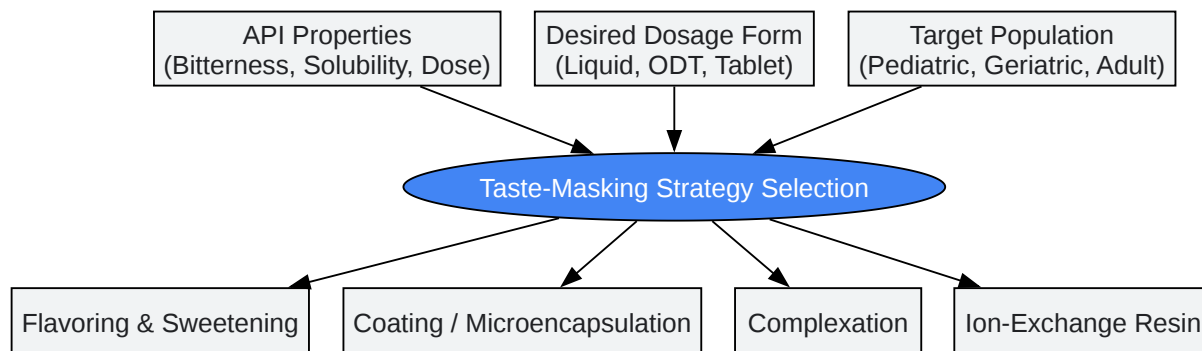 API Properties
(Bitterness, Solubility, Dose)
Desired Dosage Form
(Liquid, ODT, Tablet)
Target Population
(Pediatric, Geriatric, Adult)
Taste-Masking Strategy Selection
Flavoring & Sweetening
Coating / Microencapsulation
Complexation
Ion-Exchange Resin